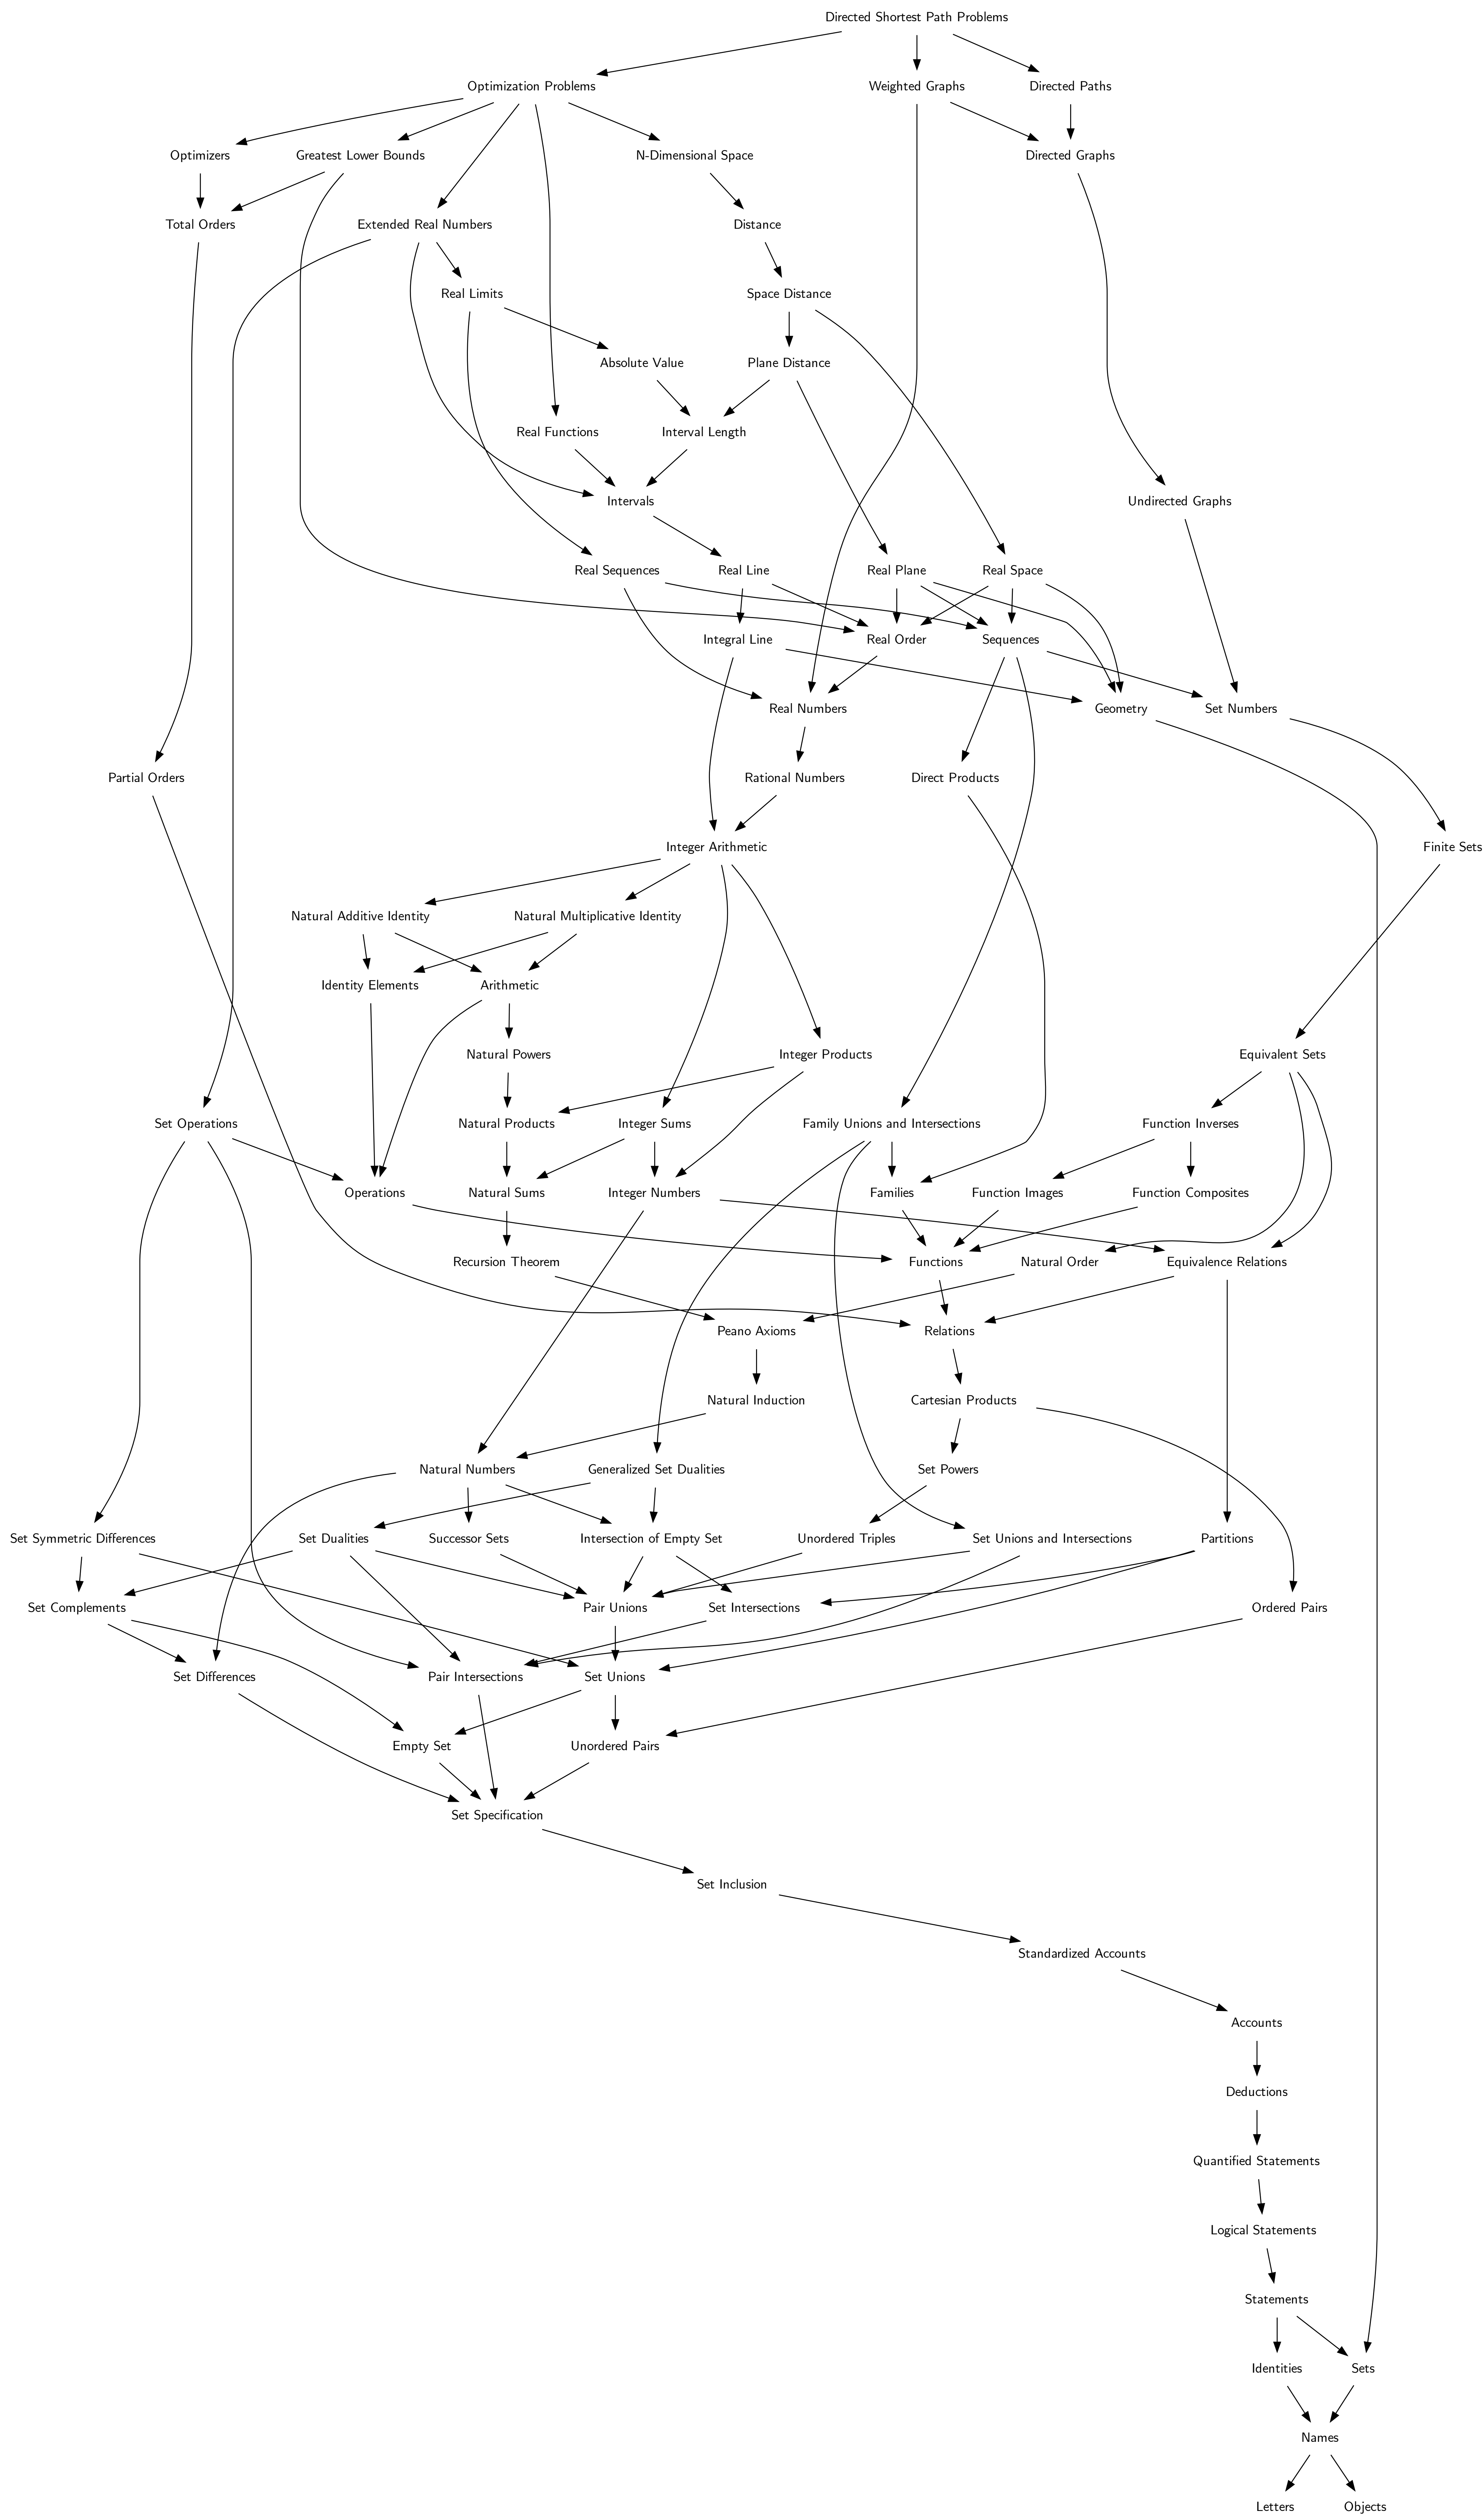 Directed Shortest Path Problems
Optimization Problems
Weighted Graphs
Directed Paths
Optimizers
Greatest Lower Bounds
N-Dimensional Space
Directed Graphs
Total Orders
Extended Real Numbers
Distance
Real Limits
Space Distance
Absolute Value
Plane Distance
Real Functions
Interval Length
Intervals
Undirected Graphs
Real Sequences
Real Line
Real Plane
Real Space
Integral Line
Real Order
Sequences
Real Numbers
Geometry
Set Numbers
Partial Orders
Rational Numbers
Direct Products
Integer Arithmetic
Finite Sets
Natural Additive Identity
Natural Multiplicative Identity
Identity Elements
Arithmetic
Natural Powers
Integer Products
Equivalent Sets
Set Operations
Natural Products
Integer Sums
Family Unions and Intersections
Function Inverses
Operations
Natural Sums
Integer Numbers
Families
Function Images
Function Composites
Recursion Theorem
Functions
Natural Order
Equivalence Relations
Peano Axioms
Relations
Natural Induction
Cartesian Products
Natural Numbers
Generalized Set Dualities
Set Powers
Set Symmetric Differences
Set Dualities
Successor Sets
Intersection of Empty Set
Unordered Triples
Set Unions and Intersections
Partitions
Set Complements
Pair Unions
Set Intersections
Ordered Pairs
Set Differences
Pair Intersections
Set Unions
Empty Set
Unordered Pairs
Set Specification
Set Inclusion
Standardized Accounts
Accounts
Deductions
Quantified Statements
Logical Statements
Statements
Identities
Sets
Names
Letters
Objects